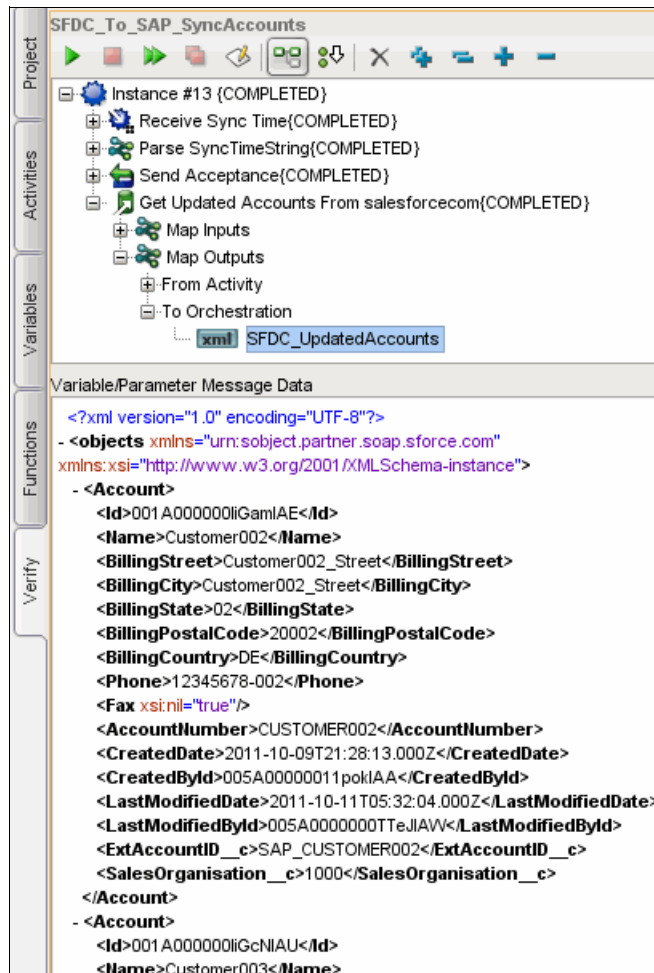 SFDC_To_SAP_SyncAccounts
Project
Activities
Variables
Functions
Verify
Instance #13 {COMPLETED}
Receive Sync Time{COMPLETED}
Parse SyncTimeString{COMPLETED}
Send Acceptance{COMPLETED}
Get Updated Accounts From salesforcecom{COMPLETED}
Map Inputs
Map Outputs
From Activity
To Orchestration
xml SFDC_UpdatedAccounts
Variable/Parameter Message Data
<?xml version="1.0" encoding="UTF-8"?>
- <objects xmlns="urn:sobject.partner.soap.sforce.com"
xmlns:xsi="http://www.w3.org/2001/XMLSchema-instance">
- <Account>
<Id>001A000000IiGamIAE</Id>
<Name>Customer002</Name>
<BillingStreet>Customer002_Street</BillingStreet>
<BillingCity>Customer002_Street</BillingCity>
<BillingState>02</BillingState>
<BillingPostalCode>20002</BillingPostalCode>
<BillingCountry>DE</BillingCountry>
<Phone>12345678-002</Phone>
<Fax xsi:nil="true"/>
<AccountNumber>CUSTOMER002</AccountNumber>
<CreatedDate>2011-10-09T21:28:13.000Z</CreatedDate>
<CreatedById>005A00000011pokIAA</CreatedById>
<LastModifiedDate>2011-10-11T05:32:04.000Z</LastModifiedDate>
<LastModifiedById>005A0000000TTeJIAW</LastModifiedById>
<ExtAccountID__c>SAP_CUSTOMER002</ExtAccountID__c>
<SalesOrganisation__c>1000</SalesOrganisation__c>
</Account>
- <Account>
<Id>001A000000IiGcNIAU</Id>
<Name>Customer003</Name>